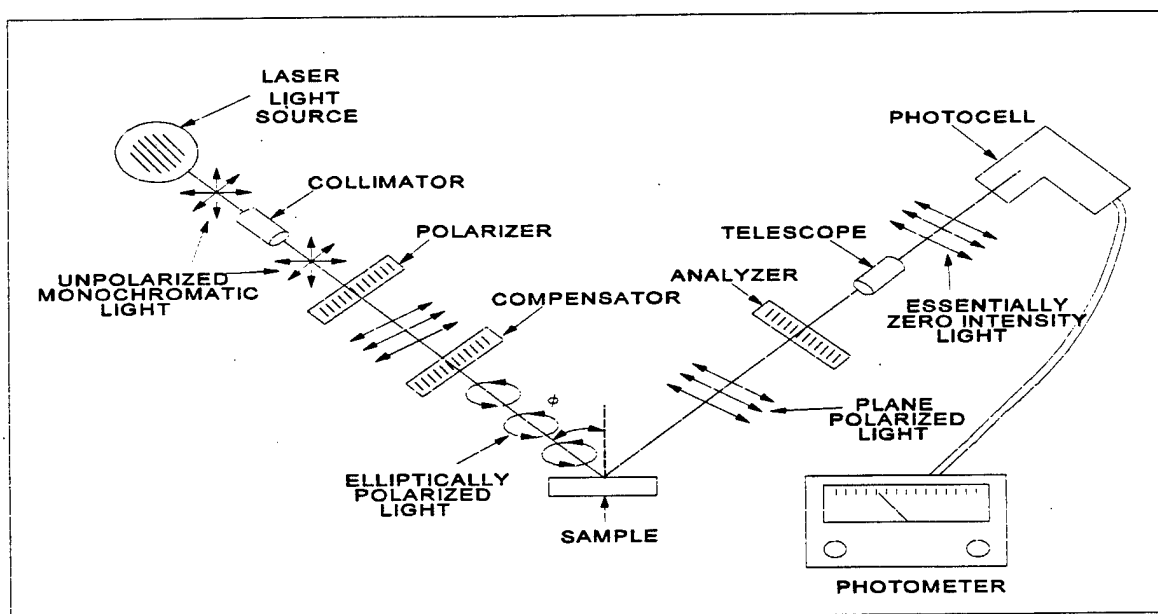 LASER
LIGHT
SOURCE
COLLIMATOR
UNPOLARIZED
MONOCHROMATIC
LIGHT
POLARIZER
COMPENSATOR
ϕ
ELLIPTICALLY
POLARIZED
LIGHT
SAMPLE
PLANE
POLARIZED
LIGHT
ANALYZER
TELESCOPE
ESSENTIALLY
ZERO INTENSITY
LIGHT
PHOTOCELL
PHOTOMETER